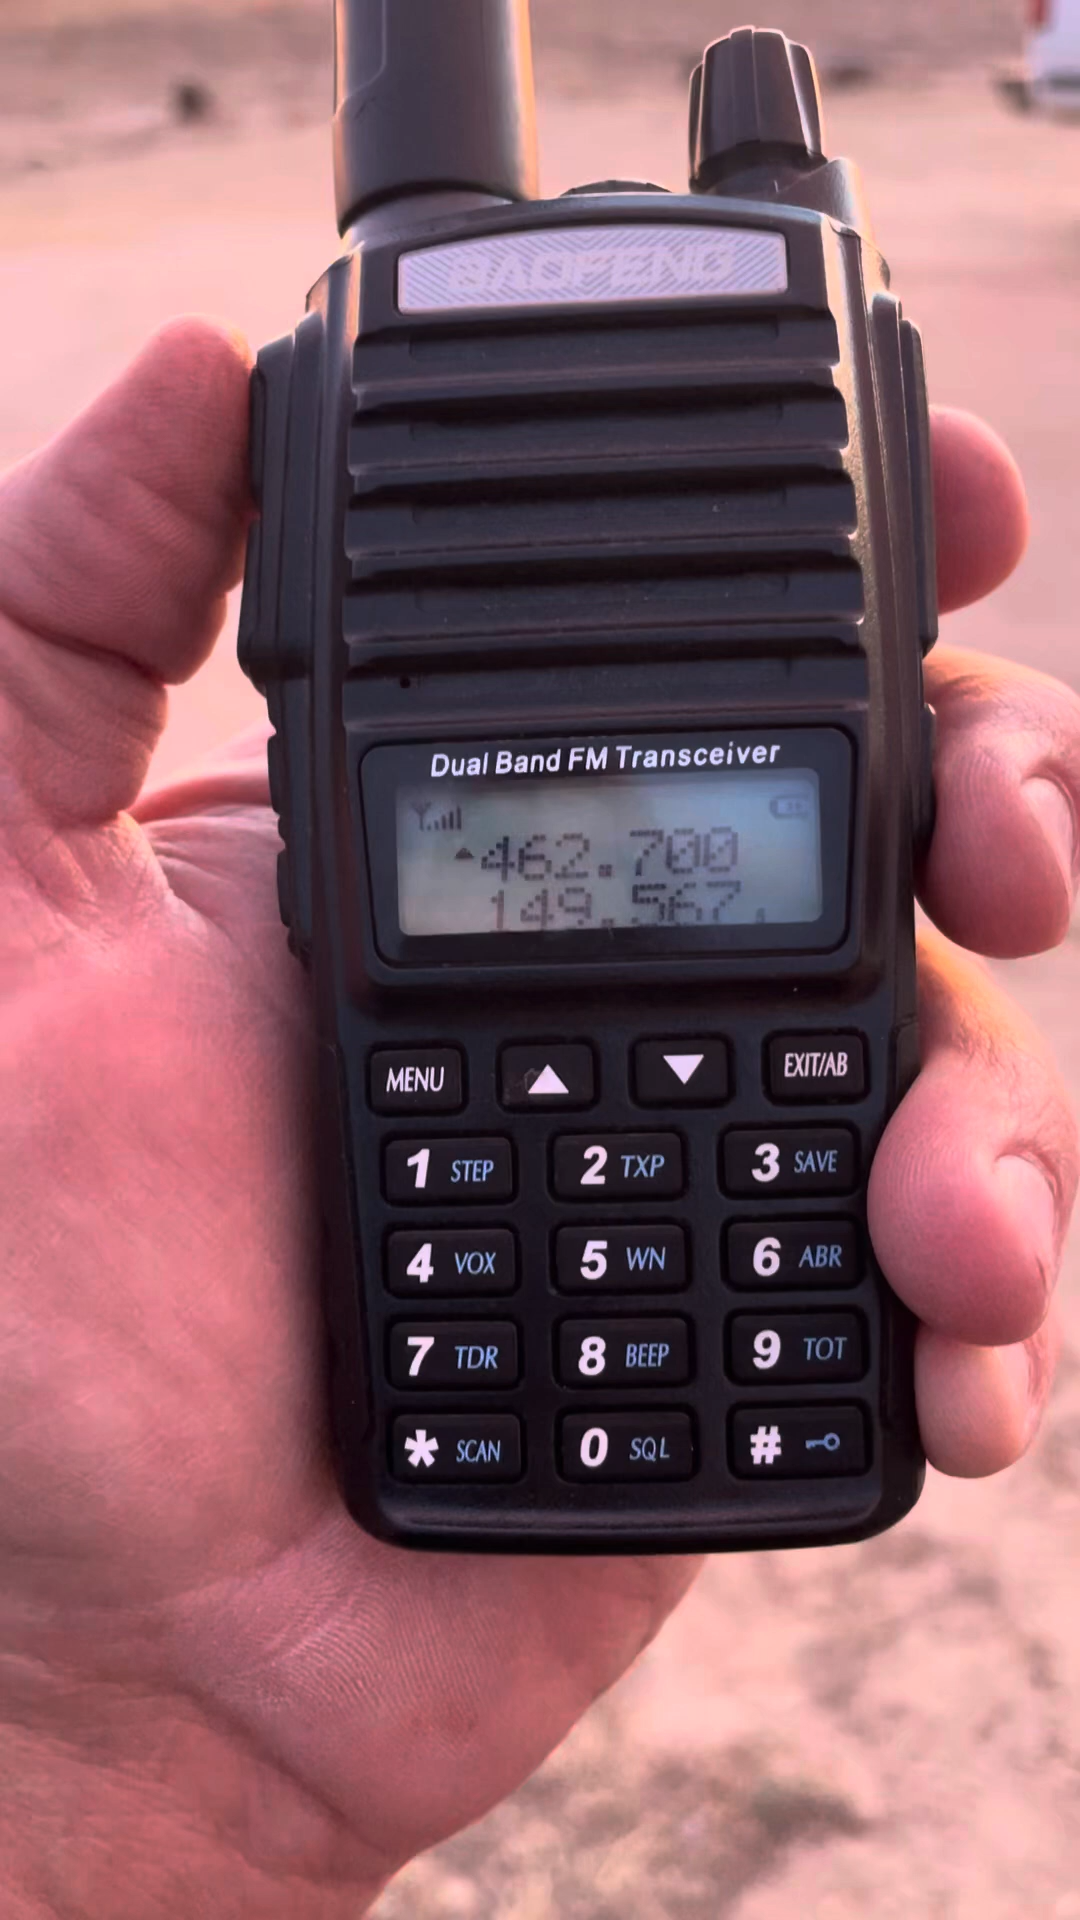 BAOFENG
Dual Band FM Transceiver
462.700
149.567
MENU ▲ ▼ EXIT/AB
1 STEP 2 TXP 3 SAVE
4 VOX 5 WN 6 ABR
7 TDR 8 BEEP 9 TOT
* SCAN 0 SQL #